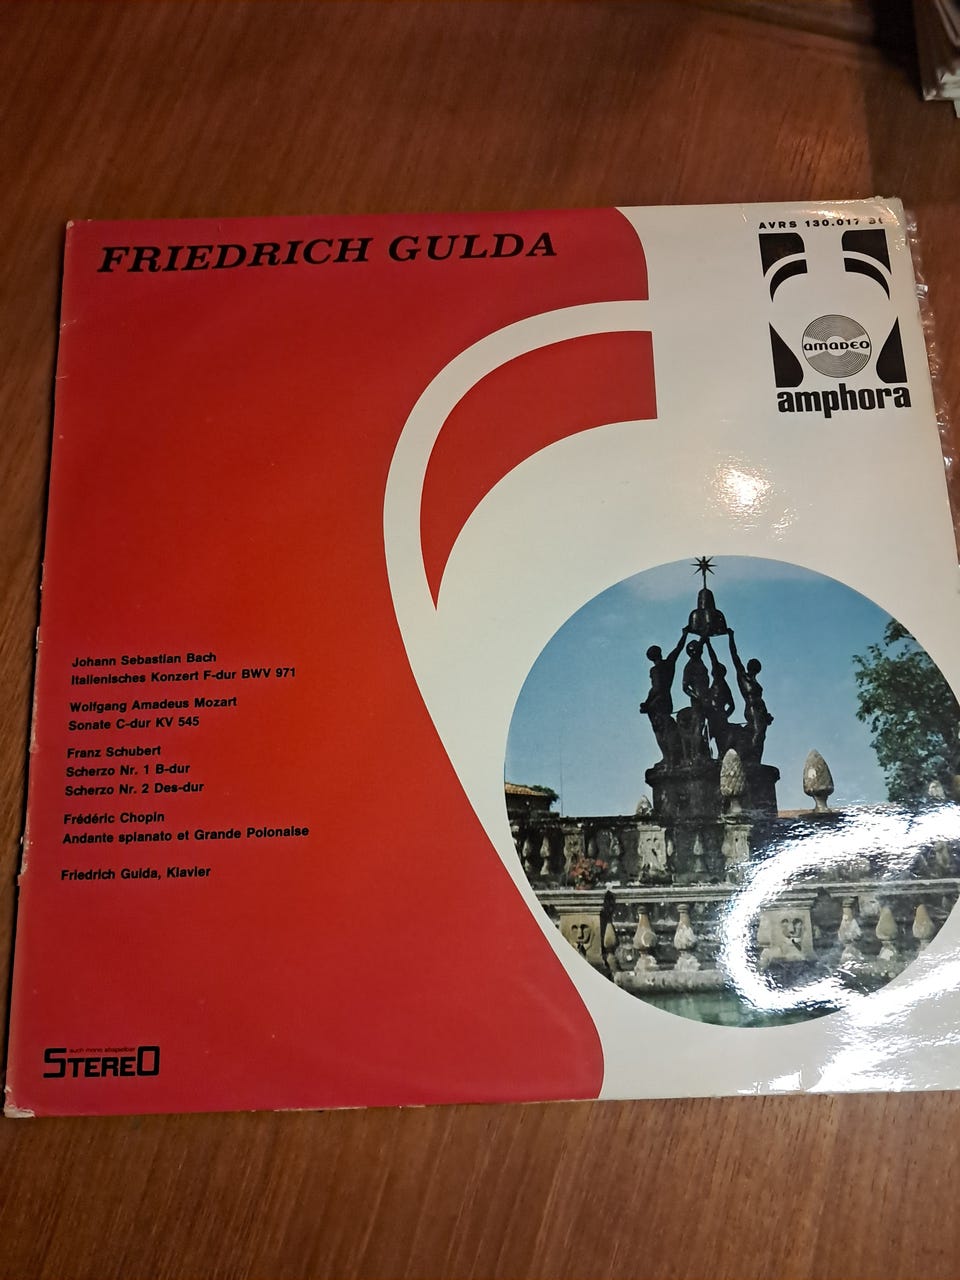 FRIEDRICH GULDA
AVRS 130.017
amadeo
amphora
Johann Sebastian Bach
Italienisches Konzert F-dur BWV 971
Wolfgang Amadeus Mozart
Sonate C-dur KV 545
Franz Schubert
Scherzo Nr. 1 B-dur
Scherzo Nr. 2 Des-dur
Frédéric Chopin
Andante spianato et Grande Polonaise
Friedrich Gulda, Klavier
auch mono abspielbar
STEREO